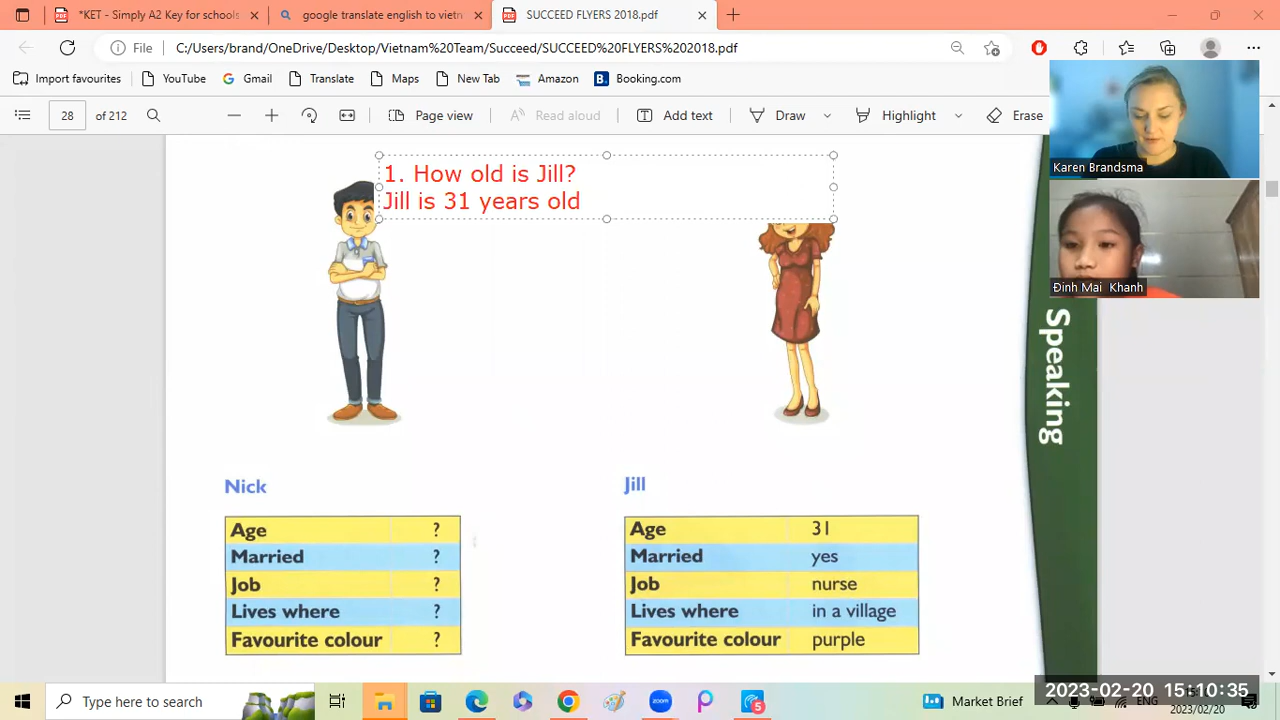 "KET - Simply A2 Key for schools
google translate english to vietn
SUCCEED FLYERS 2018.pdf
File
C:/Users/brand/OneDrive/Desktop/Vietnam%20Team/Succeed/SUCCEED%20FLYERS%202018.pdf
Import favourites
YouTube
Gmail
Translate
Maps
New Tab
Amazon
B.
Booking.com
28
of 212
Page view
Read aloud
Add text
Draw
Highlight
Erase
Karen Brandsma
Đinh Mai Khanh
1. How old is Jill?
Jill is 31 years old
Speaking
Nick
Age ?
Married ?
Job ?
Lives where ?
Favourite colour ?
Jill
Age 31
Married yes
Job nurse
Lives where in a village
Favourite colour purple
Type here to search
5
Market Brief
2023-02-20 15:10:35
2023/02/20